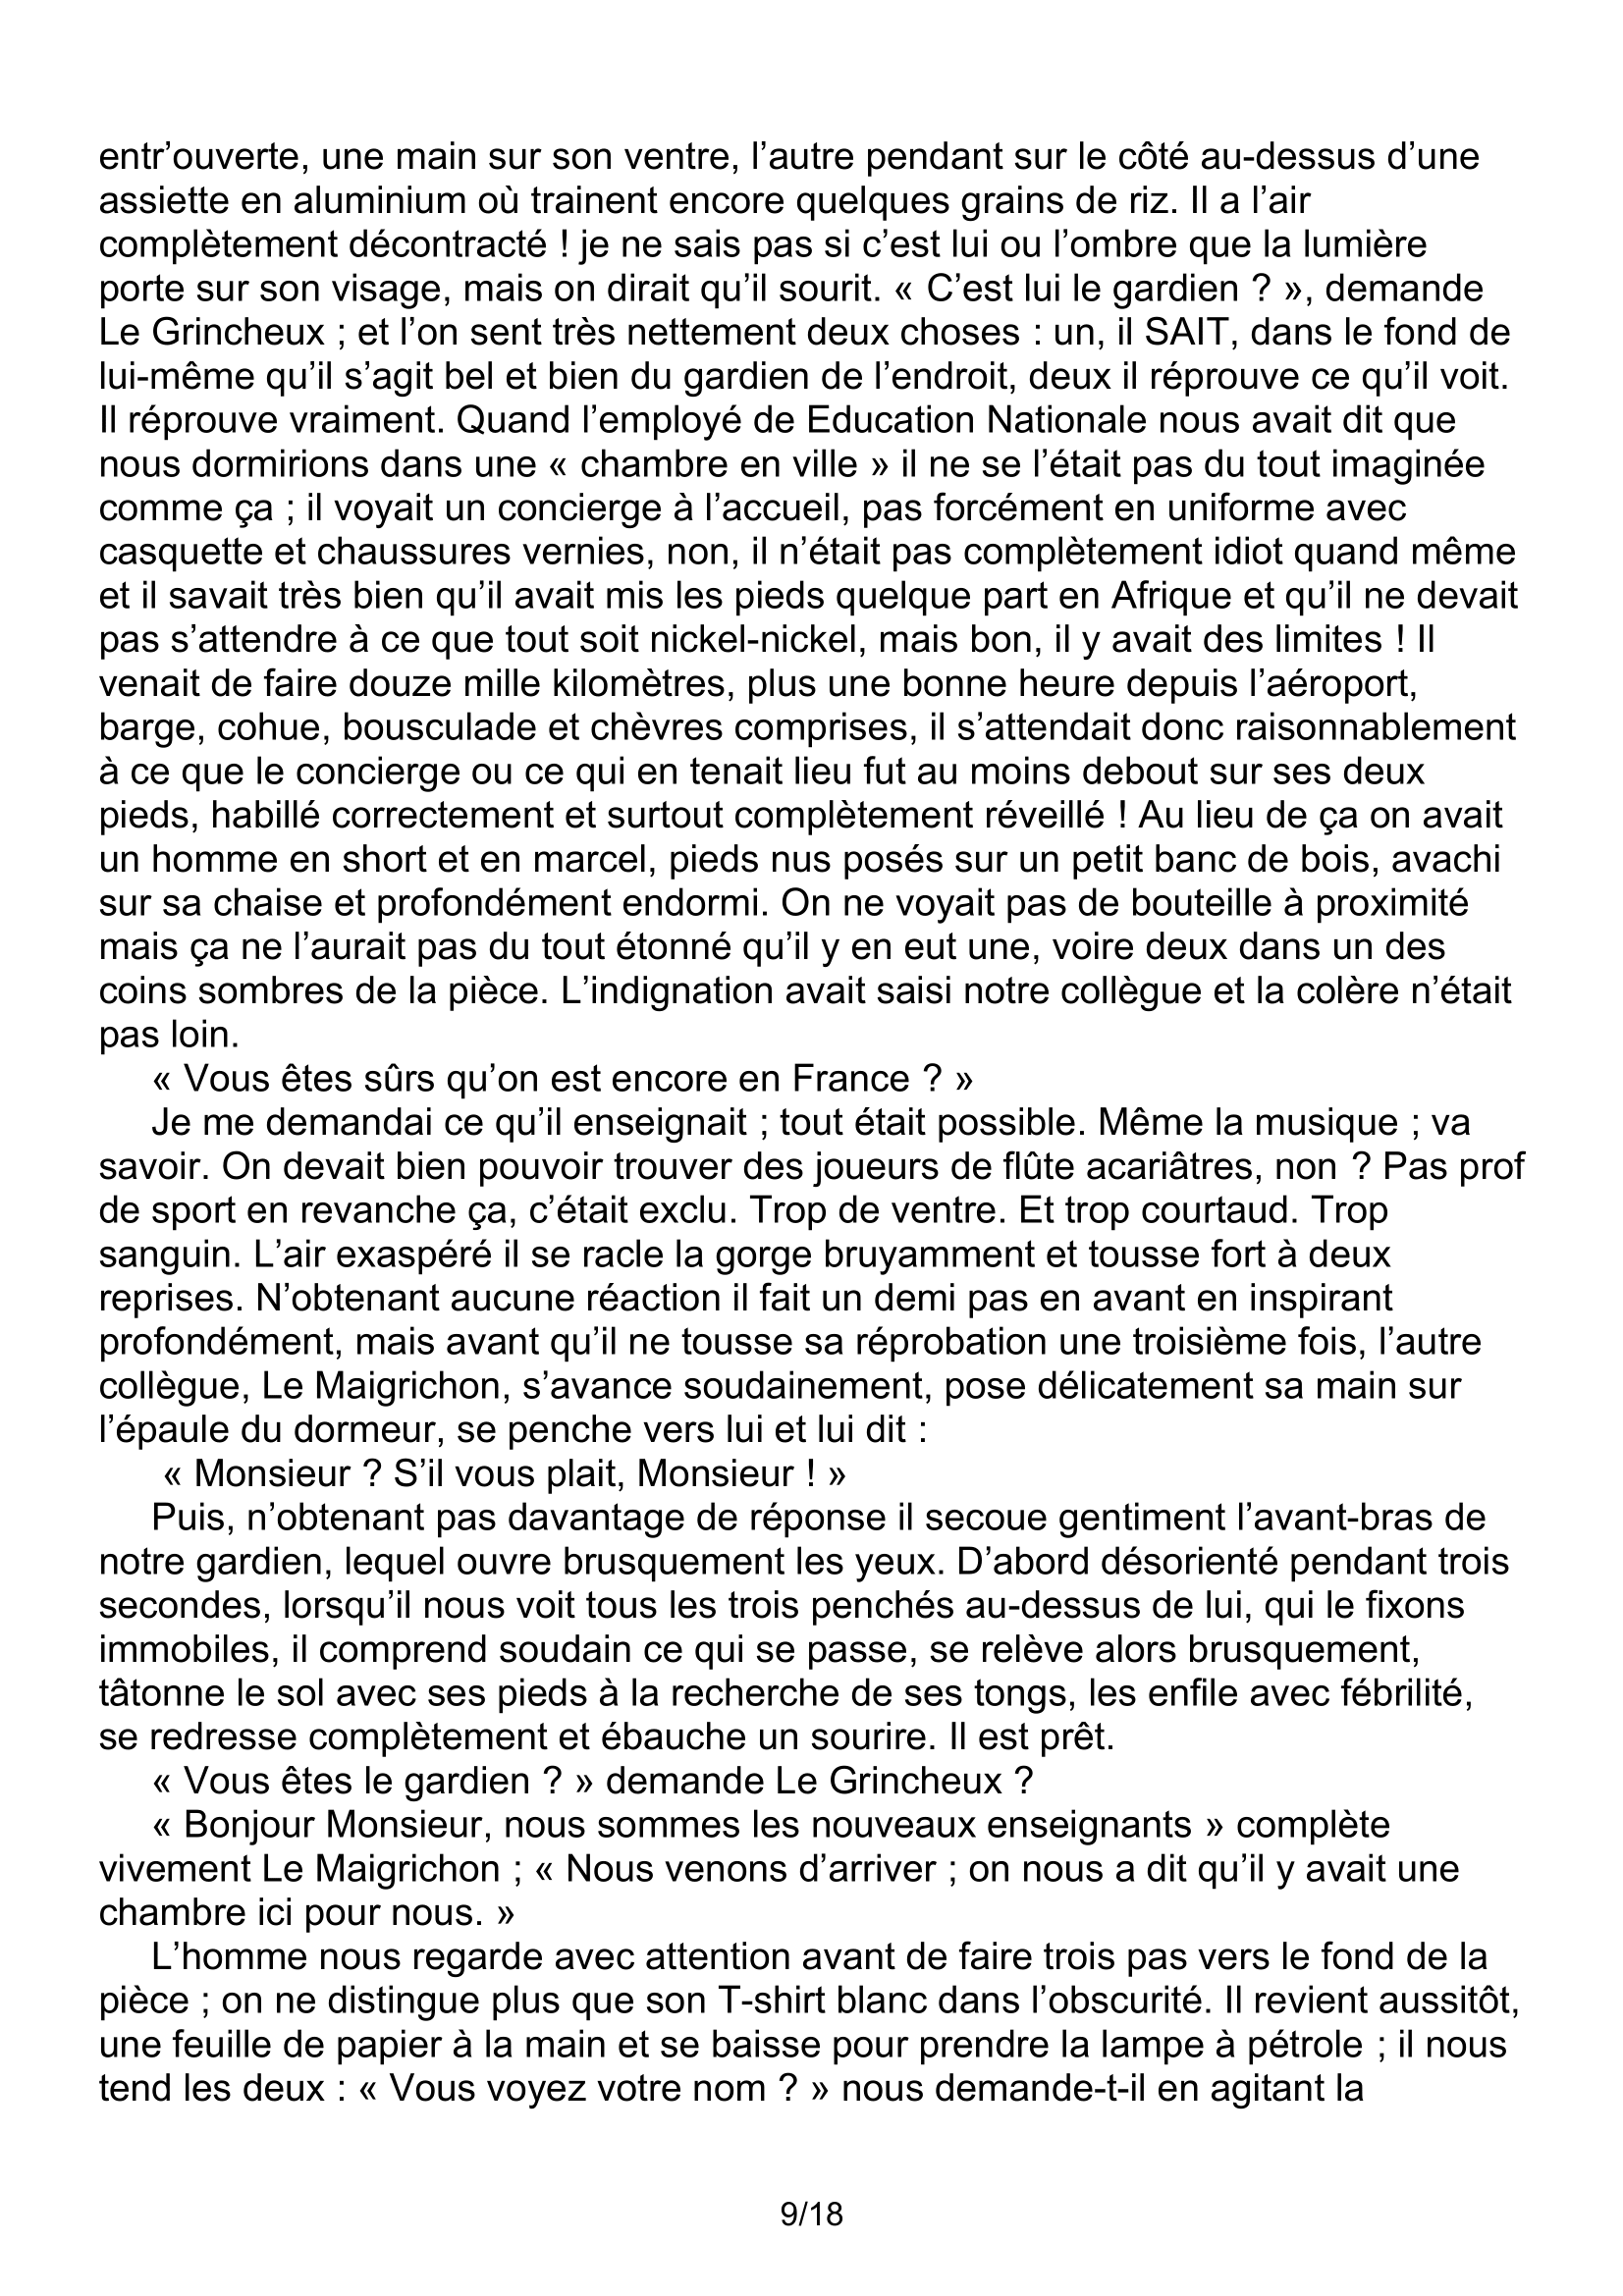 entr’ouverte, une main sur son ventre, l’autre pendant sur le côté au-dessus d’une
assiette en aluminium où trainent encore quelques grains de riz. Il a l’air
complètement décontracté ! je ne sais pas si c’est lui ou l’ombre que la lumière
porte sur son visage, mais on dirait qu’il sourit. « C’est lui le gardien ? », demande
Le Grincheux ; et l’on sent très nettement deux choses : un, il SAIT, dans le fond de
lui-même qu’il s’agit bel et bien du gardien de l’endroit, deux il réprouve ce qu’il voit.
Il réprouve vraiment. Quand l’employé de Education Nationale nous avait dit que
nous dormirions dans une « chambre en ville » il ne se l’était pas du tout imaginée
comme ça ; il voyait un concierge à l’accueil, pas forcément en uniforme avec
casquette et chaussures vernies, non, il n’était pas complètement idiot quand même
et il savait très bien qu’il avait mis les pieds quelque part en Afrique et qu’il ne devait
pas s’attendre à ce que tout soit nickel-nickel, mais bon, il y avait des limites ! Il
venait de faire douze mille kilomètres, plus une bonne heure depuis l’aéroport,
barge, cohue, bousculade et chèvres comprises, il s’attendait donc raisonnablement
à ce que le concierge ou ce qui en tenait lieu fut au moins debout sur ses deux
pieds, habillé correctement et surtout complètement réveillé ! Au lieu de ça on avait
un homme en short et en marcel, pieds nus posés sur un petit banc de bois, avachi
sur sa chaise et profondément endormi. On ne voyait pas de bouteille à proximité
mais ça ne l’aurait pas du tout étonné qu’il y en eut une, voire deux dans un des
coins sombres de la pièce. L’indignation avait saisi notre collègue et la colère n’était
pas loin.
« Vous êtes sûrs qu’on est encore en France ? »
Je me demandai ce qu’il enseignait ; tout était possible. Même la musique ; va
savoir. On devait bien pouvoir trouver des joueurs de flûte acariâtres, non ? Pas prof
de sport en revanche ça, c’était exclu. Trop de ventre. Et trop courtaud. Trop
sanguin. L’air exaspéré il se racle la gorge bruyamment et tousse fort à deux
reprises. N’obtenant aucune réaction il fait un demi pas en avant en inspirant
profondément, mais avant qu’il ne tousse sa réprobation une troisième fois, l’autre
collègue, Le Maigrichon, s’avance soudainement, pose délicatement sa main sur
l’épaule du dormeur, se penche vers lui et lui dit :
« Monsieur ? S’il vous plait, Monsieur ! »
Puis, n’obtenant pas davantage de réponse il secoue gentiment l’avant-bras de
notre gardien, lequel ouvre brusquement les yeux. D’abord désorienté pendant trois
secondes, lorsqu’il nous voit tous les trois penchés au-dessus de lui, qui le fixons
immobiles, il comprend soudain ce qui se passe, se relève alors brusquement,
tâtonne le sol avec ses pieds à la recherche de ses tongs, les enfile avec fébrilité,
se redresse complètement et ébauche un sourire. Il est prêt.
« Vous êtes le gardien ? » demande Le Grincheux ?
« Bonjour Monsieur, nous sommes les nouveaux enseignants » complète
vivement Le Maigrichon ; « Nous venons d’arriver ; on nous a dit qu’il y avait une
chambre ici pour nous. »
L’homme nous regarde avec attention avant de faire trois pas vers le fond de la
pièce ; on ne distingue plus que son T-shirt blanc dans l’obscurité. Il revient aussitôt,
une feuille de papier à la main et se baisse pour prendre la lampe à pétrole ; il nous
tend les deux : « Vous voyez votre nom ? » nous demande-t-il en agitant la
9/18